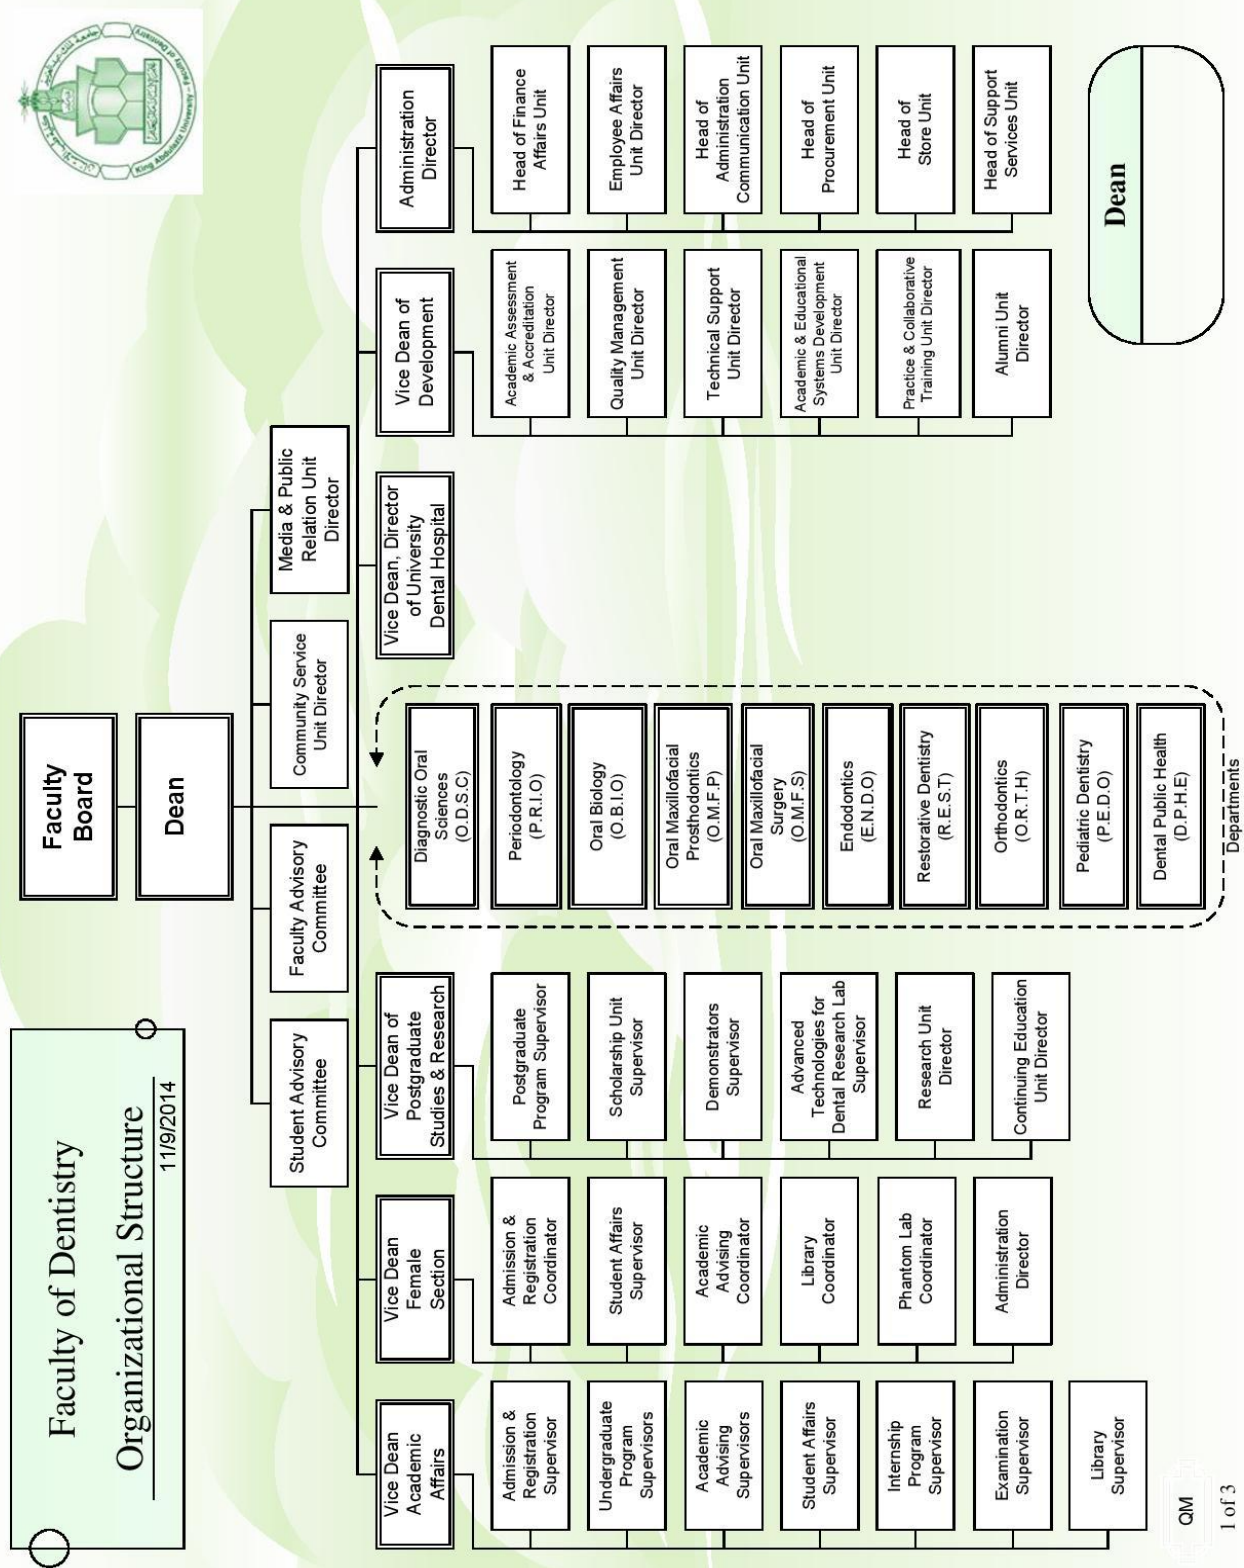 Faculty of Dentistry
Organizational Structure
11/9/2014
King Abdulaziz University - Faculty of Dentistry
Faculty
Board
Dean
Student Advisory
Committee
Faculty Advisory
Committee
Community Service
Unit Director
Media & Public
Relation Unit
Director
Vice Dean
Academic
Affairs
Admission &
Registration
Supervisor
Undergraduate
Program
Supervisors
Academic
Advising
Supervisors
Student Affairs
Supervisor
Internship
Program
Supervisor
Examination
Supervisor
Library
Supervisor
Vice Dean
Female
Section
Admission &
Registration
Coordinator
Student Affairs
Supervisor
Academic
Advising
Coordinator
Library
Coordinator
Phantom Lab
Coordinator
Administration
Director
Vice Dean of
Postgraduate
Studies & Research
Postgraduate
Program Supervisor
Scholarship Unit
Supervisor
Demonstrators
Supervisor
Advanced
Technologies for
Dental Research Lab
Supervisor
Research Unit
Director
Continuing Education
Unit Director
Diagnostic Oral
Sciences
(O.D.S.C)
Periodontology
(P.R.I.O)
Oral Biology
(O.B.I.O)
Oral Maxillofacial
Prosthodontics
(O.M.F.P)
Oral Maxillofacial
Surgery
(O.M.F.S)
Endodontics
(E.N.D.O)
Restorative Dentistry
(R.E.S.T)
Orthodontics
(O.R.T.H)
Pediatric Dentistry
(P.E.D.O)
Dental Public Health
(D.P.H.E)
Departments
Vice Dean, Director
of University
Dental Hospital
Vice Dean of
Development
Academic Assessment
& Accreditation
Unit Director
Quality Management
Unit Director
Technical Support
Unit Director
Academic & Educational
Systems Development
Unit Director
Practice & Collaborative
Training Unit Director
Alumni Unit
Director
Administration
Director
Head of Finance
Affairs Unit
Employee Affairs
Unit Director
Head of
Administration
Communication Unit
Head of
Procurement Unit
Head of
Store Unit
Head of Support
Services Unit
Dean
QM
1 of 3